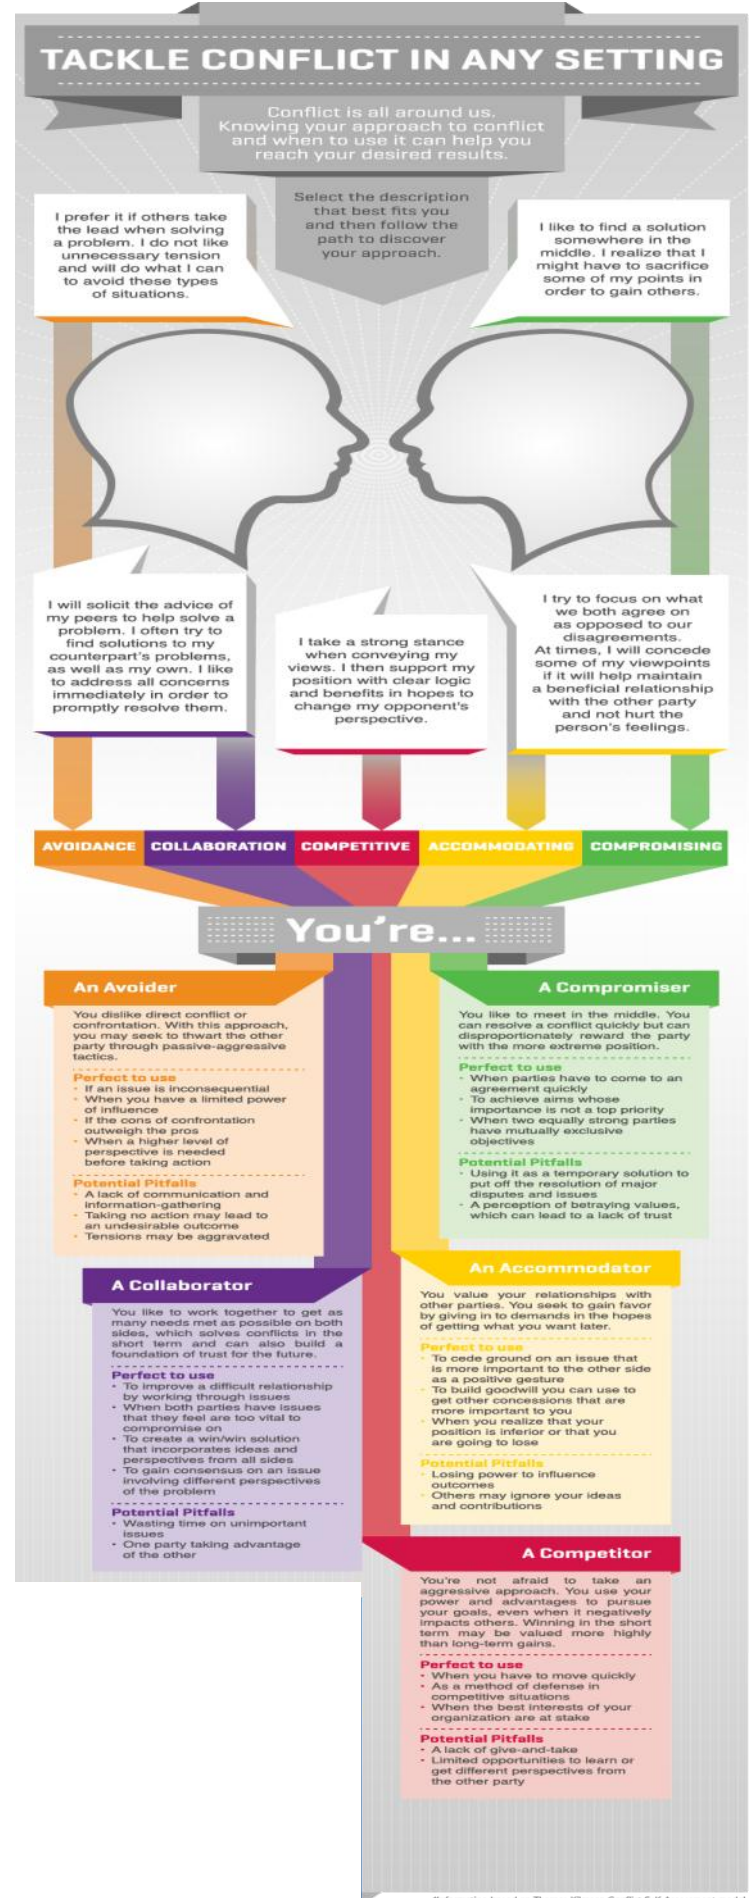 TACKLE CONFLICT IN ANY SETTING
Conflict is all around us.
Knowing your approach to conflict
and when to use it can help you
reach your desired results.
Select the description
that best fits you
and then follow the
path to discover
your approach.
I prefer it if others take
the lead when solving
a problem. I do not like
unnecessary tension
and will do what I can
to avoid these types
of situations.
I like to find a solution
somewhere in the
middle. I realize that I
might have to sacrifice
some of my points in
order to gain others.
I will solicit the advice of
my peers to help solve a
problem. I often try to
find solutions to my
counterpart's problems,
as well as my own. I like
to address all concerns
immediately in order to
promptly resolve them.
I take a strong stance
when conveying my
views. I then support my
position with clear logic
and benefits in hopes to
change my opponent's
perspective.
I try to focus on what
we both agree on
as opposed to our
disagreements.
At times, I will concede
some of my viewpoints
if it will help maintain
a beneficial relationship
with the other party
and not hurt the
person's feelings.
AVOIDANCE COLLABORATION COMPETITIVE ACCOMMODATING COMPROMISING
You're...
An Avoider
You dislike direct conflict or
confrontation. With this approach,
you may seek to thwart the other
party through passive-aggressive
tactics.
Perfect to use
• If an issue is inconsequential
• When you have a limited power
of influence
• If the cons of confrontation
outweigh the pros
• When a higher level of
perspective is needed
before taking action
Potential Pitfalls
• A lack of communication and
information-gathering
• Taking no action may lead to
an undesirable outcome
• Tensions may be aggravated
A Compromiser
You like to meet in the middle. You
can resolve a conflict quickly but can
disproportionately reward the party
with the more extreme position.
Perfect to use
• When parties have to come to an
agreement quickly
• To achieve aims whose
importance is not a top priority
• When two equally strong parties
have mutually exclusive
objectives
Potential Pitfalls
• Using it as a temporary solution to
put off the resolution of major
disputes and issues
• A perception of betraying values,
which can lead to a lack of trust
A Collaborator
You like to work together to get as
many needs met as possible on both
sides, which solves conflicts in the
short term and can also build a
foundation of trust for the future.
Perfect to use
• To improve a difficult relationship
by working through issues
• When both parties have issues
that they feel are too vital to
compromise on
• To create a win/win solution
that incorporates ideas and
perspectives from all sides
• To gain consensus on an issue
involving different perspectives
of the problem
Potential Pitfalls
• Wasting time on unimportant
issues
• One party taking advantage
of the other
An Accommodator
You value your relationships with
other parties. You seek to gain favor
by giving in to demands in the hopes
of getting what you want later.
Perfect to use
• To cede ground on an issue that
is more important to the other side
as a positive gesture
• To build goodwill you can use to
get other concessions that are
more important to you
• When you realize that your
position is inferior or that you
are going to lose
Potential Pitfalls
• Losing power to influence
outcomes
• Others may ignore your ideas
and contributions
A Competitor
You're not afraid to take an
aggressive approach. You use your
power and advantages to pursue
your goals, even when it negatively
impacts others. Winning in the short
term may be valued more highly
than long-term gains.
Perfect to use
• When you have to move quickly
• As a method of defense in
competitive situations
• When the best interests of your
organization are at stake
Potential Pitfalls
• A lack of give-and-take
• Limited opportunities to learn or
get different perspectives from
the other party